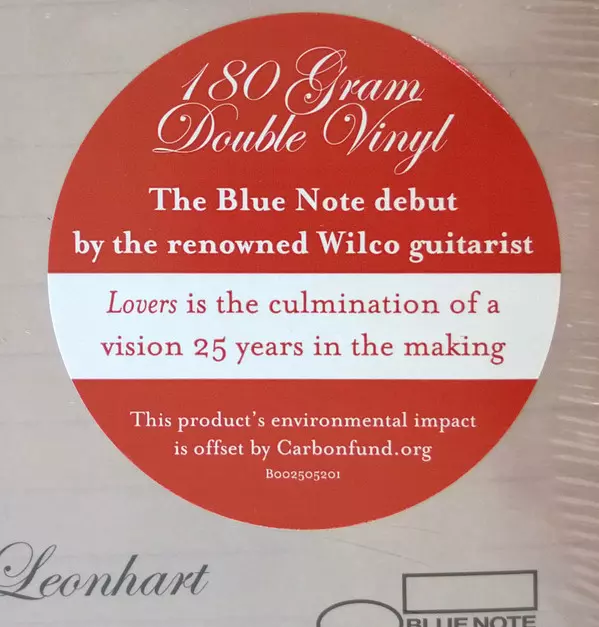 180 Gram
Double Vinyl
The Blue Note debut
by the renowned Wilco guitarist
Lovers is the culmination of a
vision 25 years in the making
This product's environmental impact
is offset by Carbonfund.org
B002505201
Leonhart
BLUE NOTE